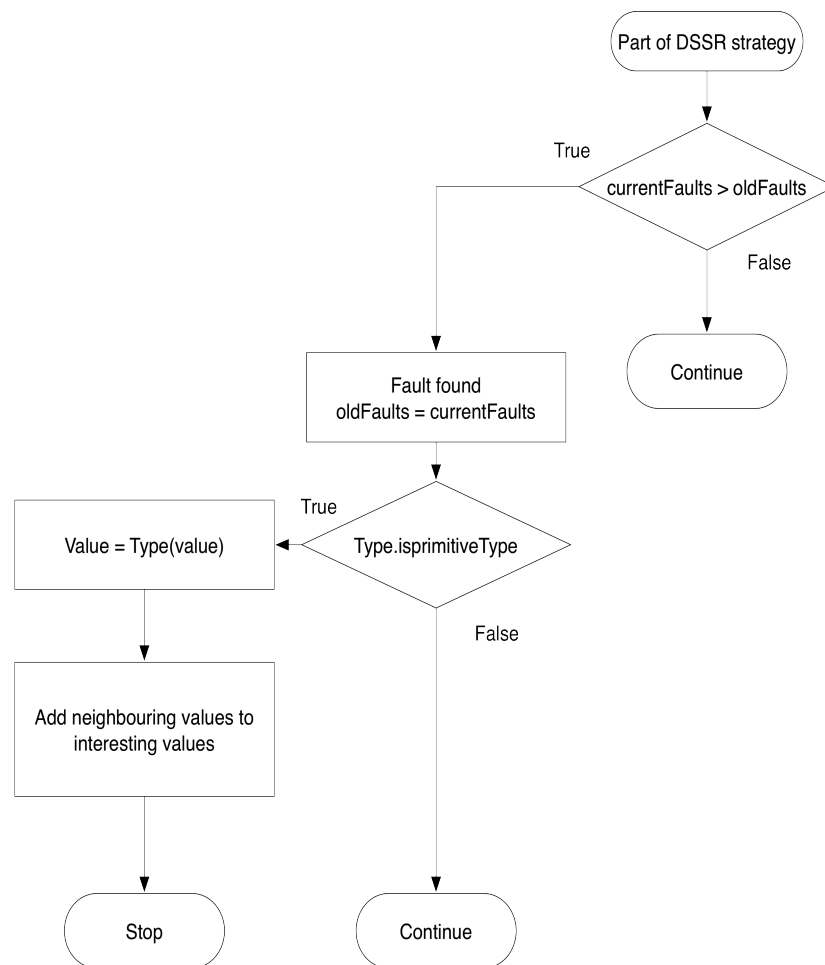 Part of DSSR strategy
True
currentFaults > oldFaults
False
Continue
Fault found
oldFaults = currentFaults
True
Value = Type(value)
Type.isprimitiveType
False
Add neighbouring values to
interesting values
Stop
Continue